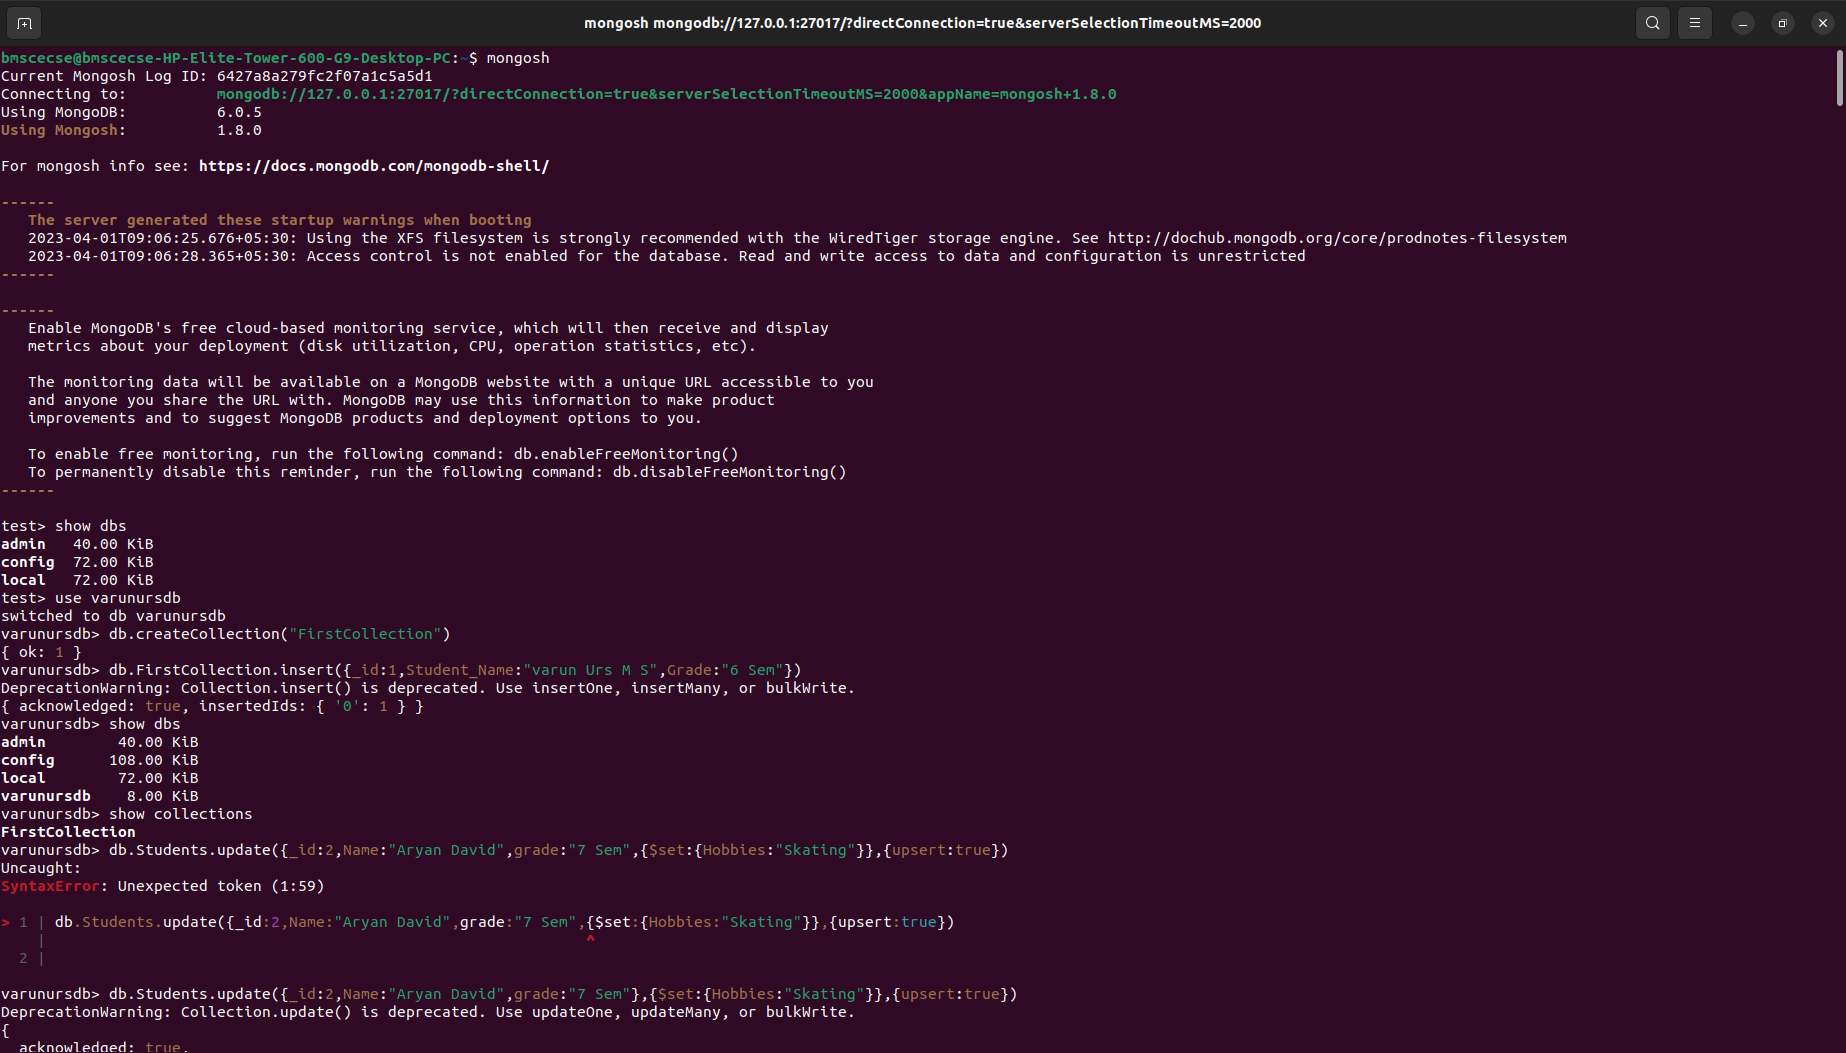 mongosh mongodb://127.0.0.1:27017/?directConnection=true&serverSelectionTimeoutMS=2000
bmscecse@bmscecse-HP-Elite-Tower-600-G9-Desktop-PC:~$ mongosh
Current Mongosh Log ID: 6427a8a279fc2f07a1c5a5d1
Connecting to:          mongodb://127.0.0.1:27017/?directConnection=true&serverSelectionTimeoutMS=2000&appName=mongosh+1.8.0
Using MongoDB:          6.0.5
Using Mongosh:          1.8.0
For mongosh info see: https://docs.mongodb.com/mongodb-shell/
------
   The server generated these startup warnings when booting
   2023-04-01T09:06:25.676+05:30: Using the XFS filesystem is strongly recommended with the WiredTiger storage engine. See http://dochub.mongodb.org/core/prodnotes-filesystem
   2023-04-01T09:06:28.365+05:30: Access control is not enabled for the database. Read and write access to data and configuration is unrestricted
------
------
   Enable MongoDB's free cloud-based monitoring service, which will then receive and display
   metrics about your deployment (disk utilization, CPU, operation statistics, etc).
   The monitoring data will be available on a MongoDB website with a unique URL accessible to you
   and anyone you share the URL with. MongoDB may use this information to make product
   improvements and to suggest MongoDB products and deployment options to you.
   To enable free monitoring, run the following command: db.enableFreeMonitoring()
   To permanently disable this reminder, run the following command: db.disableFreeMonitoring()
------
test> show dbs
admin   40.00 KiB
config  72.00 KiB
local   72.00 KiB
test> use varunursdb
switched to db varunursdb
varunursdb> db.createCollection("FirstCollection")
{ ok: 1 }
varunursdb> db.FirstCollection.insert({_id:1,Student_Name:"varun Urs M S",Grade:"6 Sem"})
DeprecationWarning: Collection.insert() is deprecated. Use insertOne, insertMany, or bulkWrite.
{ acknowledged: true, insertedIds: { '0': 1 } }
varunursdb> show dbs
admin        40.00 KiB
config      108.00 KiB
local        72.00 KiB
varunursdb    8.00 KiB
varunursdb> show collections
FirstCollection
varunursdb> db.Students.update({_id:2,Name:"Aryan David",grade:"7 Sem",{$set:{Hobbies:"Skating"}},{upsert:true})
Uncaught:
SyntaxError: Unexpected token (1:59)
> 1 | db.Students.update({_id:2,Name:"Aryan David",grade:"7 Sem",{$set:{Hobbies:"Skating"}},{upsert:true})
    |                                                            ^
  2 |
varunursdb> db.Students.update({_id:2,Name:"Aryan David",grade:"7 Sem"},{$set:{Hobbies:"Skating"}},{upsert:true})
DeprecationWarning: Collection.update() is deprecated. Use updateOne, updateMany, or bulkWrite.
{
  acknowledged: true,